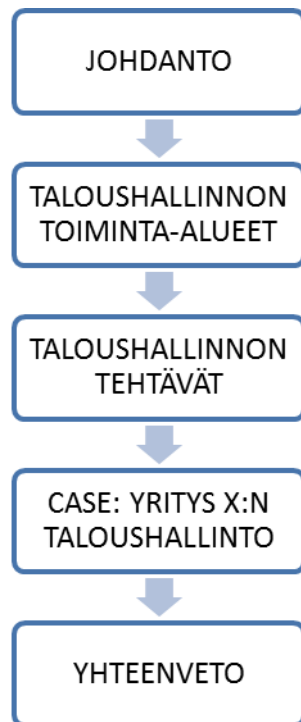 JOHDANTO
TALOUSHALLINNON
TOIMINTA-ALUEET
TALOUSHALLINNON
TEHTÄVÄT
CASE: YRITYS X:N
TALOUSHALLINTO
YHTEENVETO